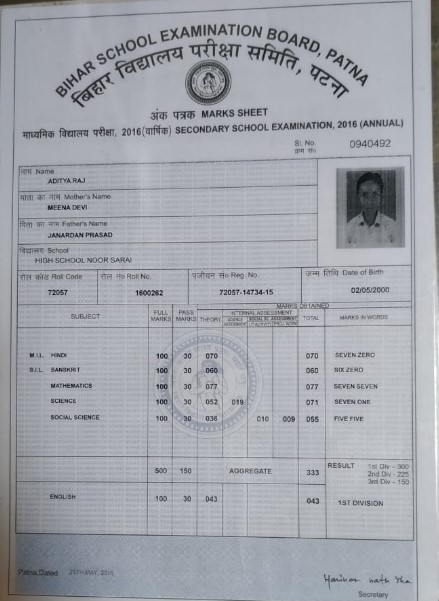 BIHAR SCHOOL EXAMINATION BOARD, PATNA
बिहार विद्यालय परीक्षा समिति, पटना
अंक पत्रक MARKS SHEET
माध्यमिक विद्यालय परीक्षा, 2016 (वार्षिक) SECONDARY SCHOOL EXAMINATION, 2016 (ANNUAL)
Sl. No. 0940492
क्रम सं०
नाम Name
ADITYA RAJ
माता का नाम Mother's Name
MEENA DEVI
पिता का नाम Father's Name
JANARDAN PRASAD
विद्यालय School
HIGH SCHOOL NOOR SARAI
रोल कोड Roll Code रोल न० Roll No. पंजीयन सं० Reg. No. जन्म तिथि Date of Birth
72057 1600262 72057-14734-15 02/05/2000
MARKS OBTAINED
SUBJECT FULL MARKS PASS MARKS THEORY INTERNAL ASSESSMENT TOTAL MARKS IN WORDS
M.I.L. HINDI 100 30 070 070 SEVEN ZERO
S.I.L. SANSKRIT 100 30 060 060 SIX ZERO
MATHEMATICS 100 30 077 077 SEVEN SEVEN
SCIENCE 100 30 052 019 071 SEVEN ONE
SOCIAL SCIENCE 100 30 036 010 009 055 FIVE FIVE
500 150 AGGREGATE 333 RESULT 1st Div - 300
2nd Div - 225
3rd Div - 150
ENGLISH 100 30 043 043 1ST DIVISION
Patna, Dated MAY,
Secretary